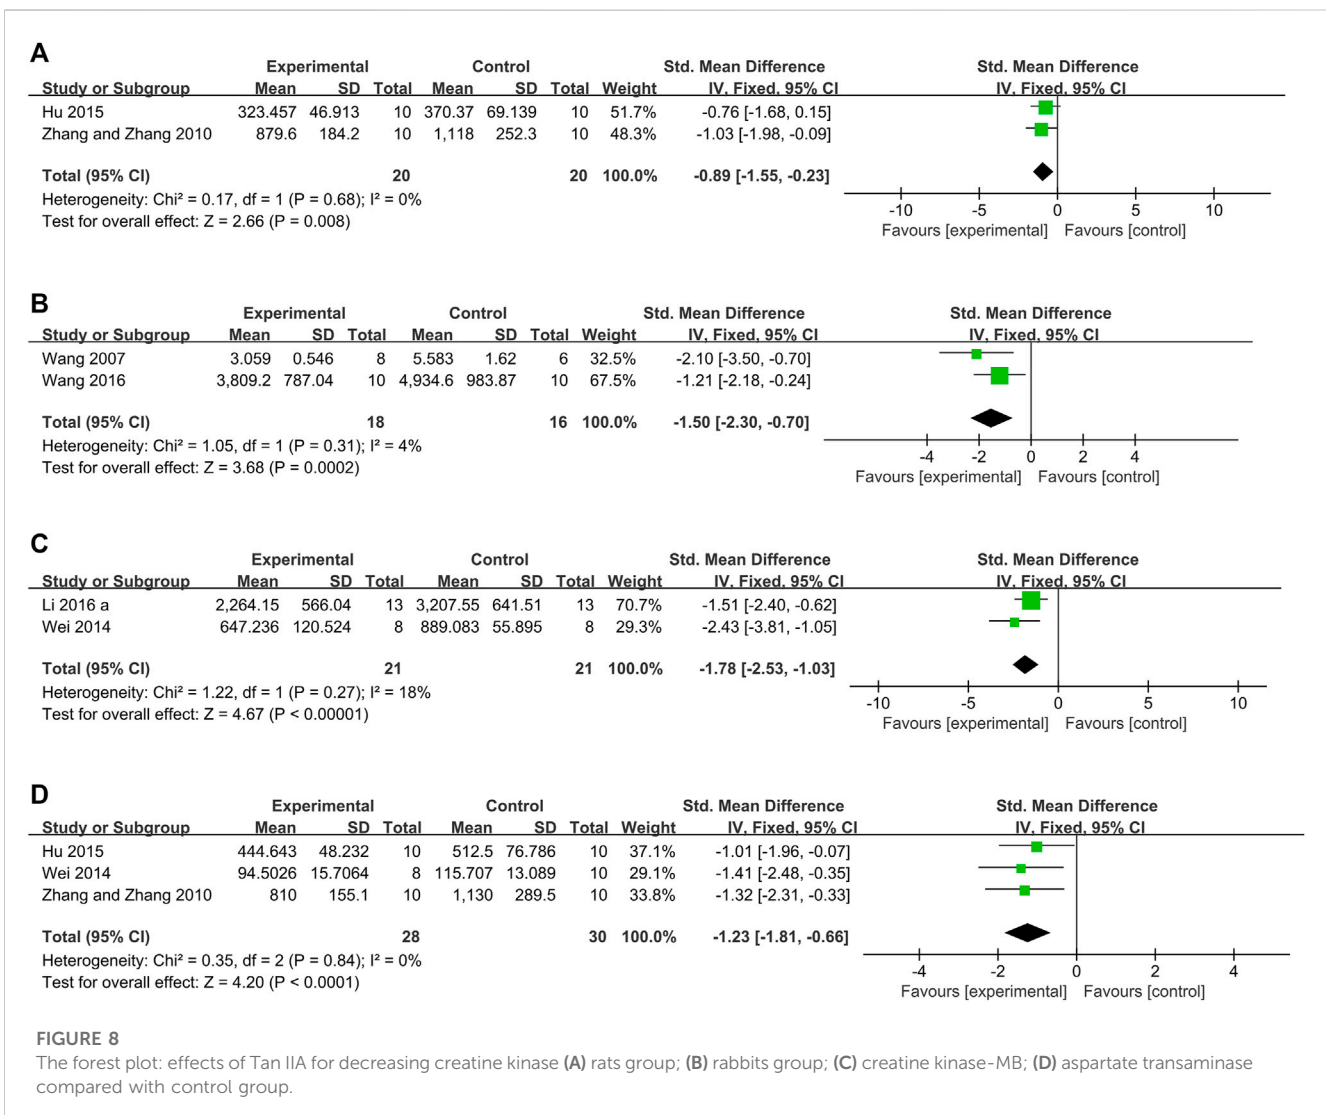 A
Experimental Control Std. Mean Difference Std. Mean Difference
Study or Subgroup Mean SD Total Mean SD Total Weight IV, Fixed, 95% CI IV, Fixed, 95% CI
Hu 2015 323.457 46.913 10 370.37 69.139 10 51.7% -0.76 [-1.68, 0.15]
Zhang and Zhang 2010 879.6 184.2 10 1,118 252.3 10 48.3% -1.03 [-1.98, -0.09]
Total (95% CI) 20 20 100.0% -0.89 [-1.55, -0.23]
Heterogeneity: Chi² = 0.17, df = 1 (P = 0.68); I² = 0%
Test for overall effect: Z = 2.66 (P = 0.008)
-10 -5 0 5 10
Favours [experimental] Favours [control]
B
Experimental Control Std. Mean Difference Std. Mean Difference
Study or Subgroup Mean SD Total Mean SD Total Weight IV, Fixed, 95% CI IV, Fixed, 95% CI
Wang 2007 3.059 0.546 8 5.583 1.62 6 32.5% -2.10 [-3.50, -0.70]
Wang 2016 3,809.2 787.04 10 4,934.6 983.87 10 67.5% -1.21 [-2.18, -0.24]
Total (95% CI) 18 16 100.0% -1.50 [-2.30, -0.70]
Heterogeneity: Chi² = 1.05, df = 1 (P = 0.31); I² = 4%
Test for overall effect: Z = 3.68 (P = 0.0002)
-4 -2 0 2 4
Favours [experimental] Favours [control]
C
Experimental Control Std. Mean Difference Std. Mean Difference
Study or Subgroup Mean SD Total Mean SD Total Weight IV, Fixed, 95% CI IV, Fixed, 95% CI
Li 2016 a 2,264.15 566.04 13 3,207.55 641.51 13 70.7% -1.51 [-2.40, -0.62]
Wei 2014 647.236 120.524 8 889.083 55.895 8 29.3% -2.43 [-3.81, -1.05]
Total (95% CI) 21 21 100.0% -1.78 [-2.53, -1.03]
Heterogeneity: Chi² = 1.22, df = 1 (P = 0.27); I² = 18%
Test for overall effect: Z = 4.67 (P < 0.00001)
-10 -5 0 5 10
Favours [experimental] Favours [control]
D
Experimental Control Std. Mean Difference Std. Mean Difference
Study or Subgroup Mean SD Total Mean SD Total Weight IV, Fixed, 95% CI IV, Fixed, 95% CI
Hu 2015 444.643 48.232 10 512.5 76.786 10 37.1% -1.01 [-1.96, -0.07]
Wei 2014 94.5026 15.7064 8 115.707 13.089 10 29.1% -1.41 [-2.48, -0.35]
Zhang and Zhang 2010 810 155.1 10 1,130 289.5 10 33.8% -1.32 [-2.31, -0.33]
Total (95% CI) 28 30 100.0% -1.23 [-1.81, -0.66]
Heterogeneity: Chi² = 0.35, df = 2 (P = 0.84); I² = 0%
Test for overall effect: Z = 4.20 (P < 0.0001)
-4 -2 0 2 4
Favours [experimental] Favours [control]
FIGURE 8
The forest plot: effects of Tan IIA for decreasing creatine kinase (A) rats group; (B) rabbits group; (C) creatine kinase-MB; (D) aspartate transaminase
compared with control group.